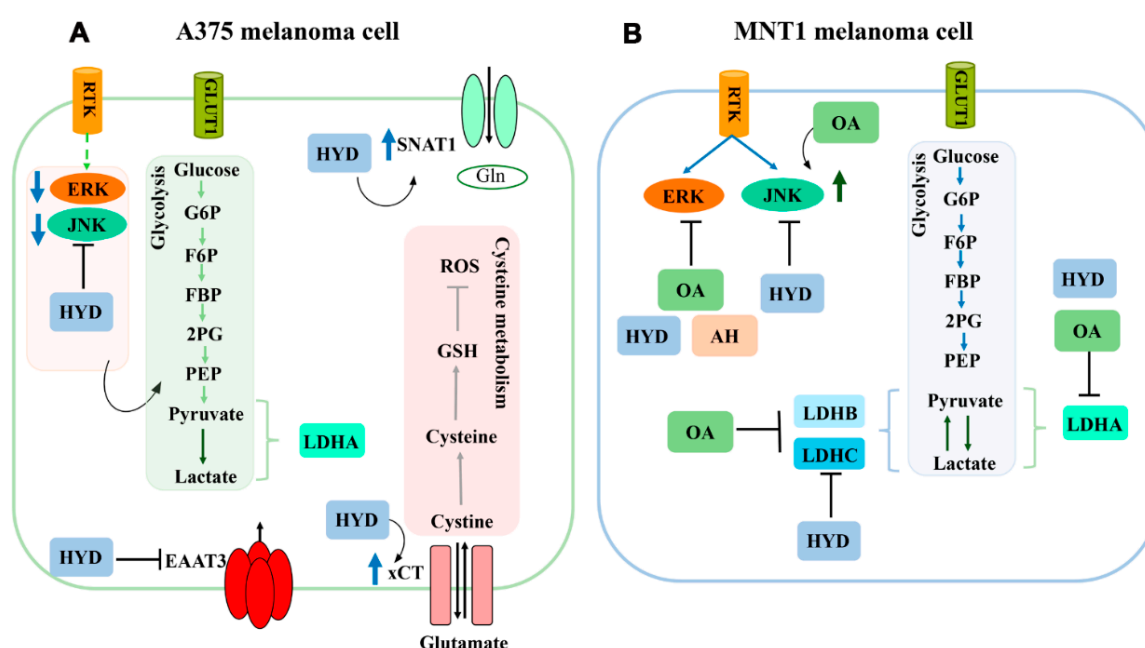 A
A375 melanoma cell
RTK
GLUT1
ERK
JNK
HYD
Glycolysis
Glucose
G6P
F6P
FBP
2PG
PEP
Pyruvate
Lactate
LDHA
HYD
SNAT1
Gln
Cysteine metabolism
ROS
GSH
Cysteine
Cystine
HYD
xCT
Glutamate
HYD
EAAT3
B
MNT1 melanoma cell
RTK
GLUT1
OA
ERK
JNK
OA
HYD
HYD
AH
Glycolysis
Glucose
G6P
F6P
FBP
2PG
PEP
Pyruvate
Lactate
HYD
OA
LDHA
OA
LDHB
LDHC
HYD